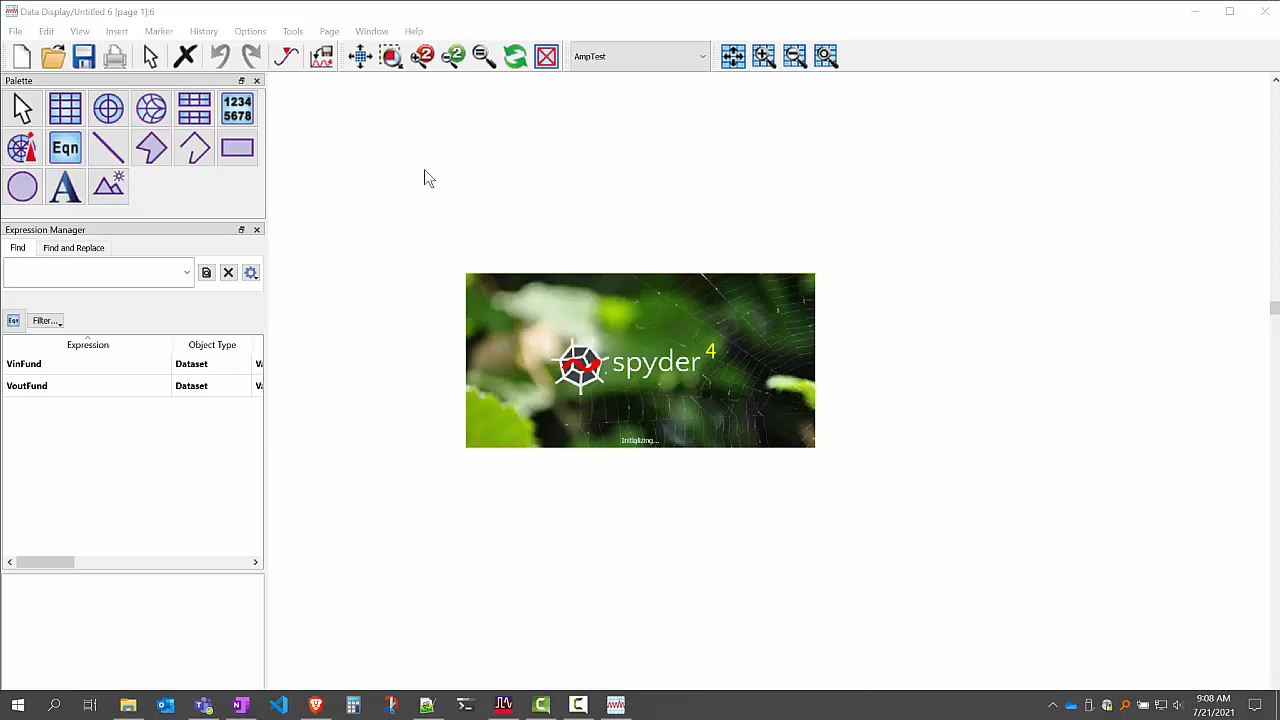 Data Display/Untitled 6 [page 1]:6
File Edit View Insert Marker History Options Tools Page Window Help
AmpTest
Palette
1234
5678
Eqn
A
Expression Manager
Find Find and Replace
Eqn Filter...
Expression Object Type
VinFund Dataset
VoutFund Dataset
spyder 4
Initializing...
9:08 AM
7/21/2021